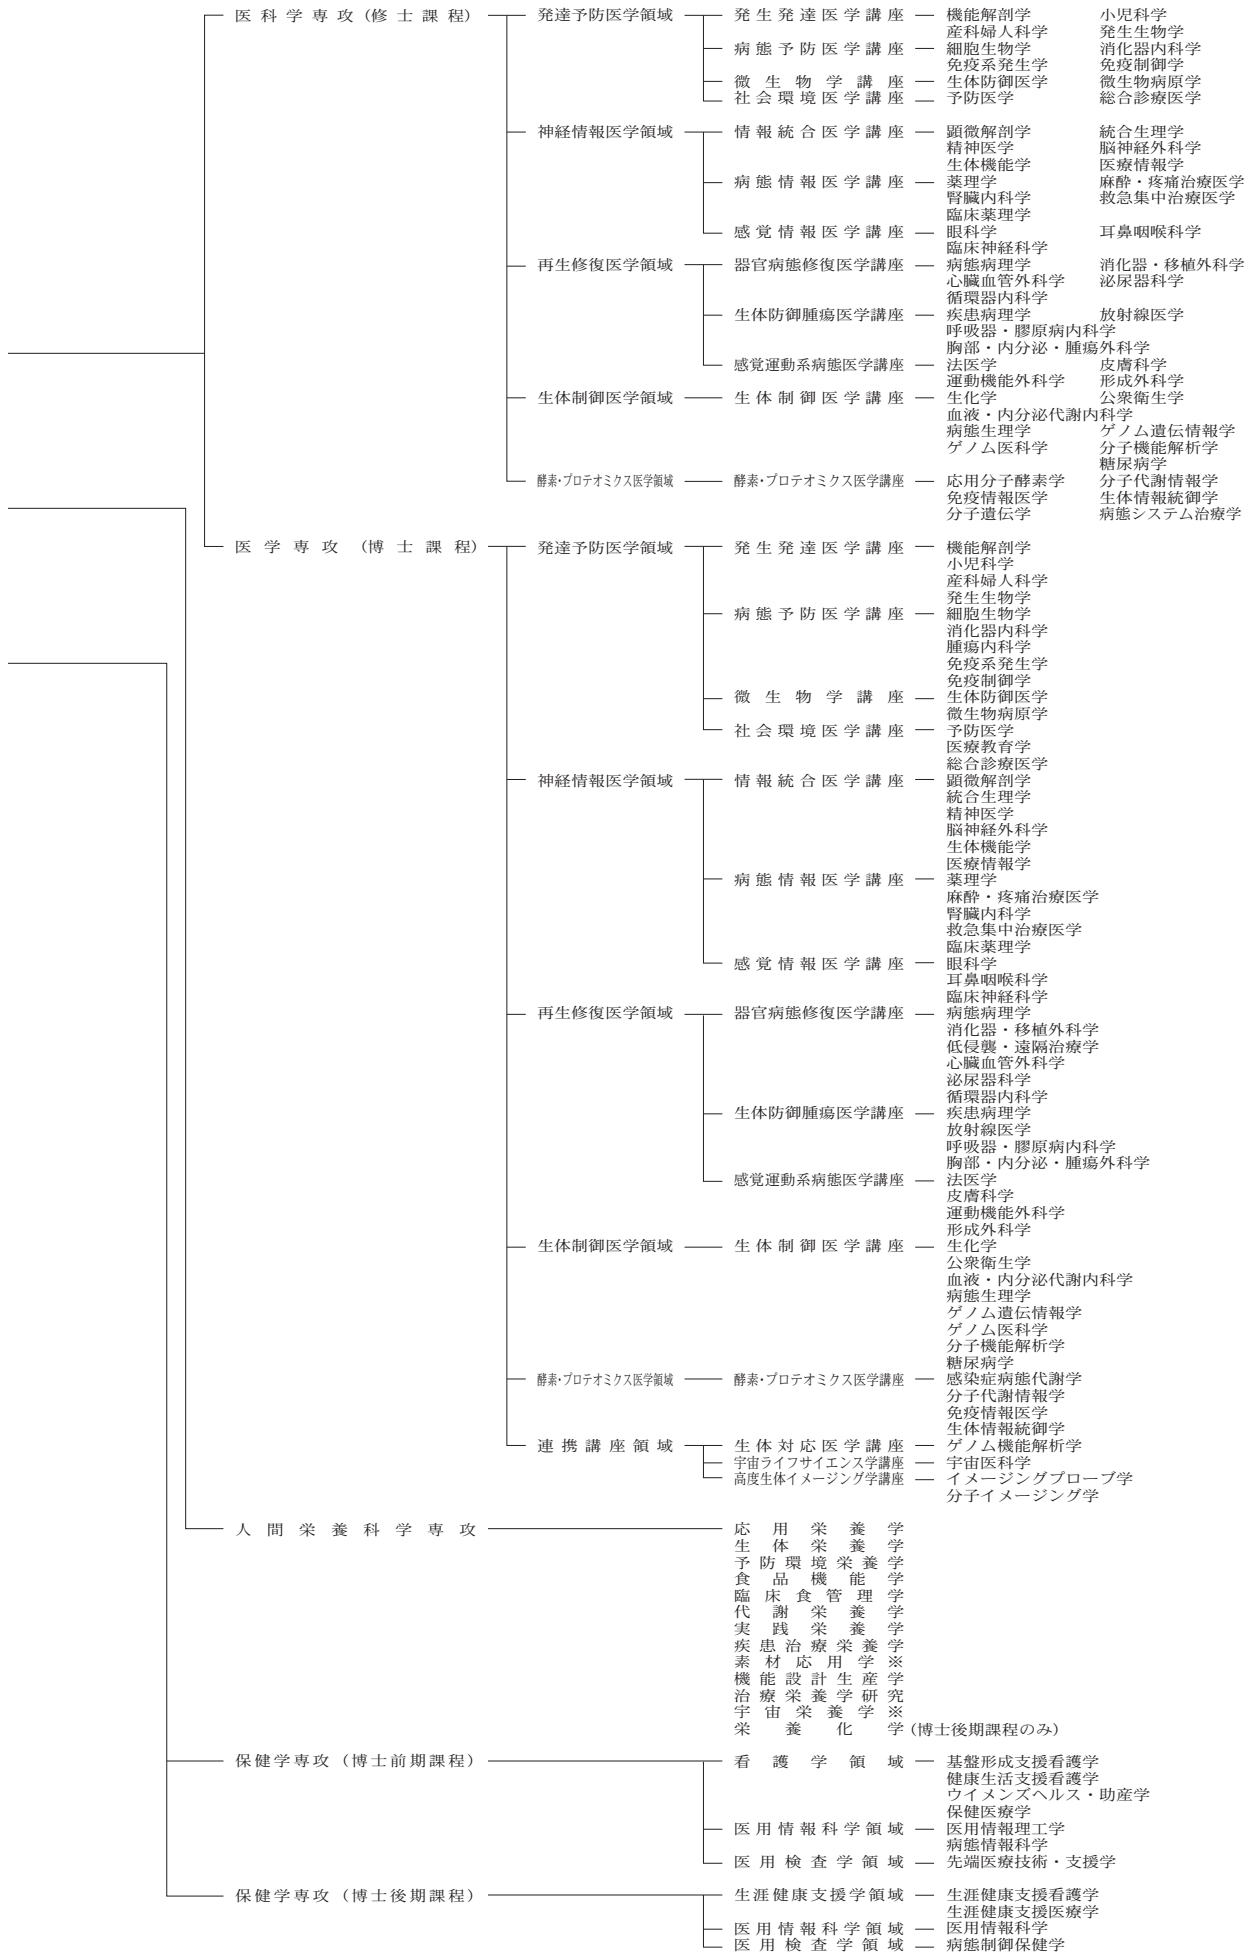 医科学専攻（修士課程） 発達予防医学領域 発生発達医学講座 機能解剖学 小児科学
産科婦人科学 発生生物学
病態予防医学講座 細胞生物学 消化器内科学
免疫系発生学 免疫制御学
微生物学講座 生体防御医学 微生物病原学
社会環境医学講座 予防医学 総合診療医学
神経情報医学領域 情報統合医学講座 顕微解剖学 統合生理学
精神医学 脳神経外科学
生体機能学 医療情報学
病態情報医学講座 薬理学 麻酔・疼痛治療医学
腎臓内科学 救急集中治療医学
臨床薬理学
感覚情報医学講座 眼科学 耳鼻咽喉科学
臨床神経科学
再生修復医学領域 器官病態修復医学講座 病態病理学 消化器・移植外科学
心臓血管外科学 泌尿器科学
循環器内科学
生体防御腫瘍医学講座 疾患病理学 放射線医学
呼吸器・膠原病内科学
胸部・内分泌・腫瘍外科学
感覚運動系病態医学講座 法医学 皮膚科学
運動機能外科学 形成外科学
生体制御医学領域 生体制御医学講座 生化学 公衆衛生学
血液・内分泌代謝内科学
病態生理学 ゲノム遺伝情報学
ゲノム医科学 分子機能解析学
糖尿病学
酵素・プロテオミクス医学領域 酵素・プロテオミクス医学講座 応用分子酵素学 分子代謝情報学
免疫情報医学 生体情報統御学
分子遺伝学 病態システム治療学
医学専攻（博士課程） 発達予防医学領域 発生発達医学講座 機能解剖学
小児科学
産科婦人科学
発生生物学
病態予防医学講座 細胞生物学
消化器内科学
腫瘍内科学
免疫系発生学
免疫制御学
微生物学講座 生体防御医学
微生物病原学
社会環境医学講座 予防医学
医療教育学
総合診療医学
神経情報医学領域 情報統合医学講座 顕微解剖学
統合生理学
精神医学
脳神経外科学
生体機能学
医療情報学
病態情報医学講座 薬理学
麻酔・疼痛治療医学
腎臓内科学
救急集中治療医学
臨床薬理学
感覚情報医学講座 眼科学
耳鼻咽喉科学
臨床神経科学
再生修復医学領域 器官病態修復医学講座 病態病理学
消化器・移植外科学
低侵襲・遠隔治療学
心臓血管外科学
泌尿器科学
循環器内科学
生体防御腫瘍医学講座 疾患病理学
放射線医学
呼吸器・膠原病内科学
胸部・内分泌・腫瘍外科学
感覚運動系病態医学講座 法医学
皮膚科学
運動機能外科学
形成外科学
生体制御医学領域 生体制御医学講座 生化学
公衆衛生学
血液・内分泌代謝内科学
病態生理学
ゲノム遺伝情報学
ゲノム医科学
分子機能解析学
糖尿病学
酵素・プロテオミクス医学領域 酵素・プロテオミクス医学講座 感染症病態代謝学
分子代謝情報学
免疫情報医学
生体情報統御学
連携講座領域 生体対応医学講座 ゲノム機能解析学
宇宙ライフサイエンス学講座 宇宙医科学
高度生体イメージング学講座 イメージングプローブ学
分子イメージング学
人間栄養科学専攻 応用栄養学
生体栄養学
予防環境栄養学
食品機能学
臨床食管理学
代謝栄養学
実践栄養学
疾患治療栄養学
素材応用学※
機能設計生産学
治療栄養学研究
宇宙栄養学※
栄養化学（博士後期課程のみ）
保健学専攻（博士前期課程） 看護学領域 基盤形成支援看護学
健康生活支援看護学
ウイメンズヘルス・助産学
保健医療学
医用情報科学領域 医用情報理工学
病態情報科学
医用検査学領域 先端医療技術・支援学
保健学専攻（博士後期課程） 生涯健康支援学領域 生涯健康支援看護学
生涯健康支援医療学
医用情報科学領域 医用情報科学
医用検査学領域 病態制御保健学